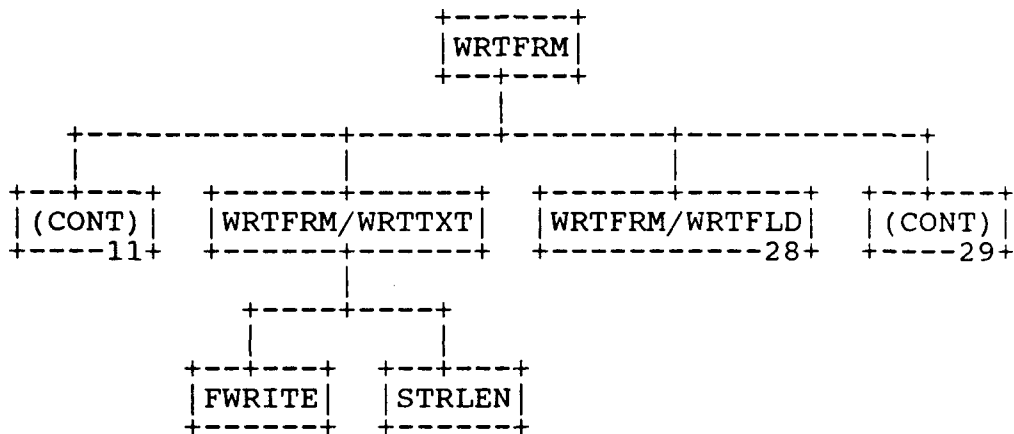 WRTFRM
(CONT) WRTFRM/WRTTXT WRTFRM/WRTFLD (CONT)
11 28 29
FWRITE STRLEN